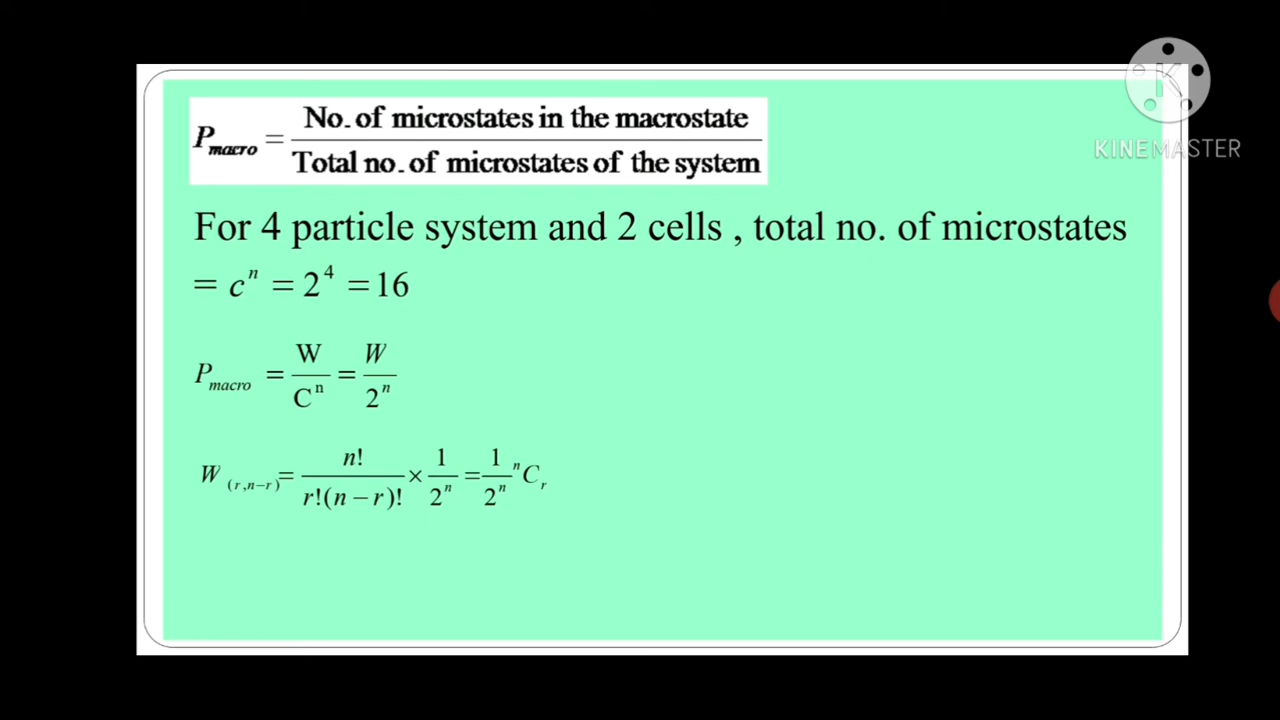 KINEMASTER
P_macro = No. of microstates in the macrostate / Total no. of microstates of the system
For 4 particle system and 2 cells , total no. of microstates
= c^n = 2^4 = 16
P_macro = W / C^n = W / 2^n
W_(r,n−r) = n! / r!(n − r)! × 1 / 2^n = 1 / 2^n ^nC_r